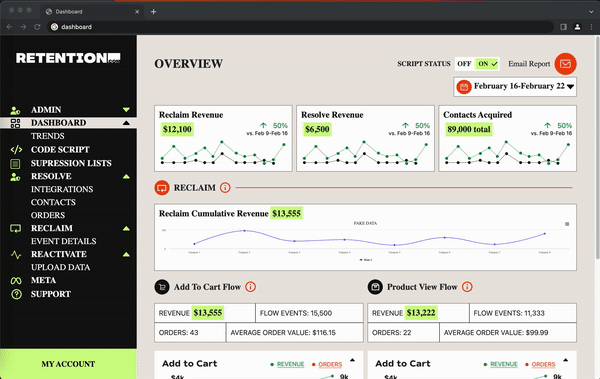 Dashboard
dashboard
RETENTION
OVERVIEW
SCRIPT STATUS OFF ON Email Report
February 16-February 22
ADMIN
DASHBOARD
TRENDS
CODE SCRIPT
SUPRESSION LISTS
RESOLVE
INTEGRATIONS
CONTACTS
ORDERS
RECLAIM
EVENT DETAILS
REACTIVATE
UPLOAD DATA
META
SUPPORT
MY ACCOUNT
Reclaim Revenue
$12,100
50%
vs. Feb 9-Feb 16
Resolve Revenue
$6,500
50%
vs. Feb 9-Feb 16
Contacts Acquired
89,000 total
50%
vs. Feb 9-Feb 16
RECLAIM
Reclaim Cumulative Revenue $13,555
FAKE DATA
Add To Cart Flow
REVENUE $13,555 FLOW EVENTS: 15,500
ORDERS: 43 AVERAGE ORDER VALUE: $116.15
Product View Flow
REVENUE $13,222 FLOW EVENTS: 11,333
ORDERS: 22 AVERAGE ORDER VALUE: $99.99
Add to Cart REVENUE ORDERS
$4k 9k
Add to Cart REVENUE ORDERS
$4k 9k